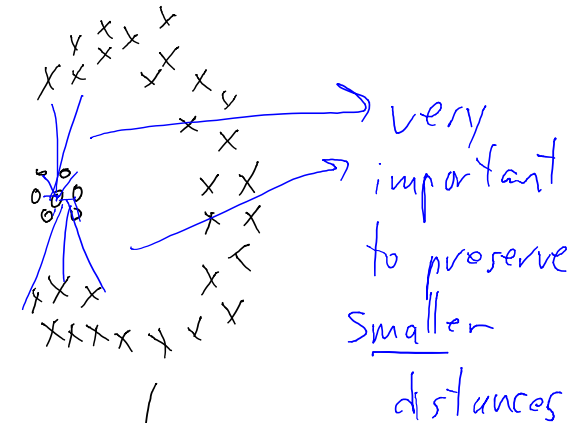 very
important
to preserve
smaller
distances